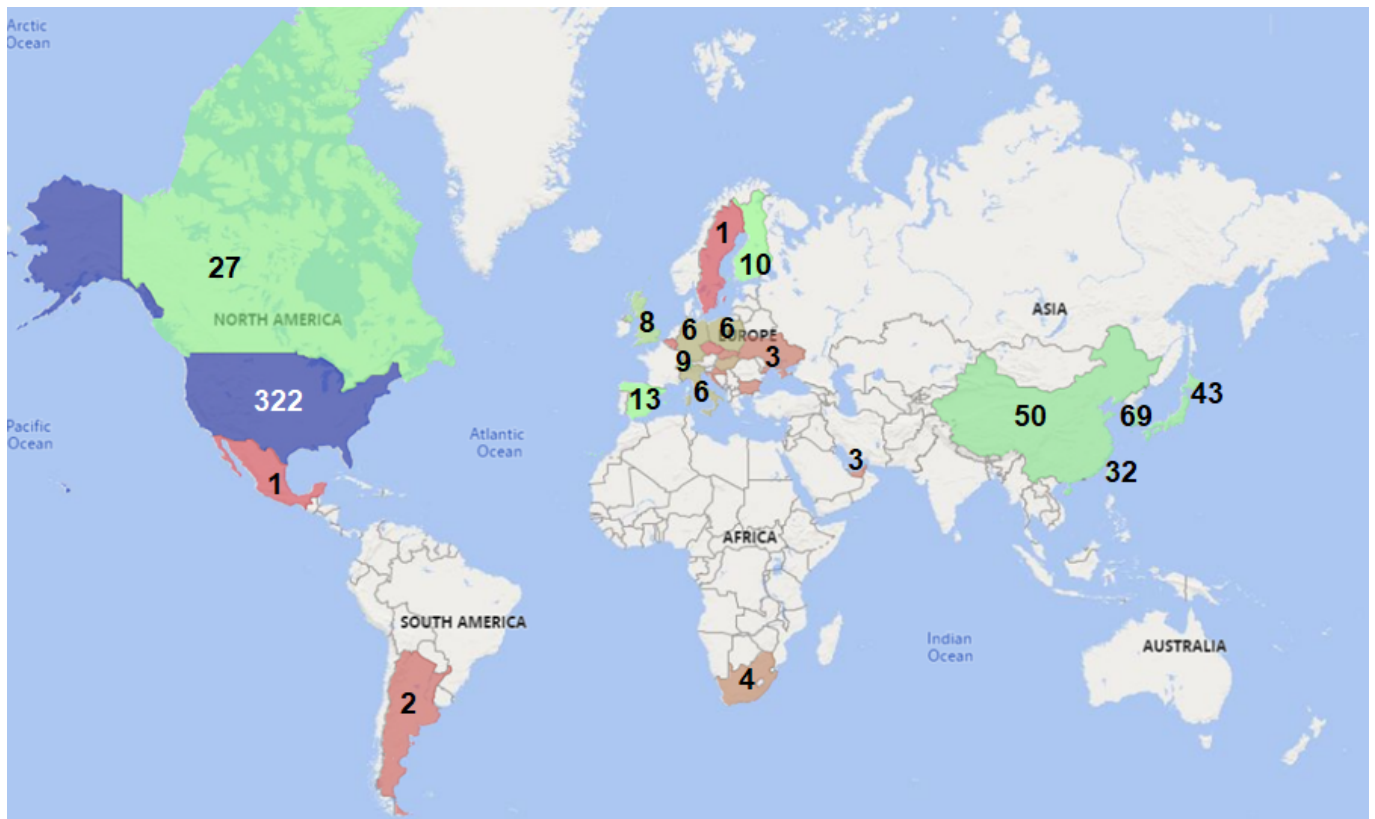 Arctic
Ocean
27
NORTH AMERICA
322
1
Pacific
Ocean
Atlantic
Ocean
SOUTH AMERICA
2
1
10
8
6
6
EUROPE
3
9
13
6
ASIA
50
69
43
32
3
AFRICA
4
Indian
Ocean
AUSTRALIA